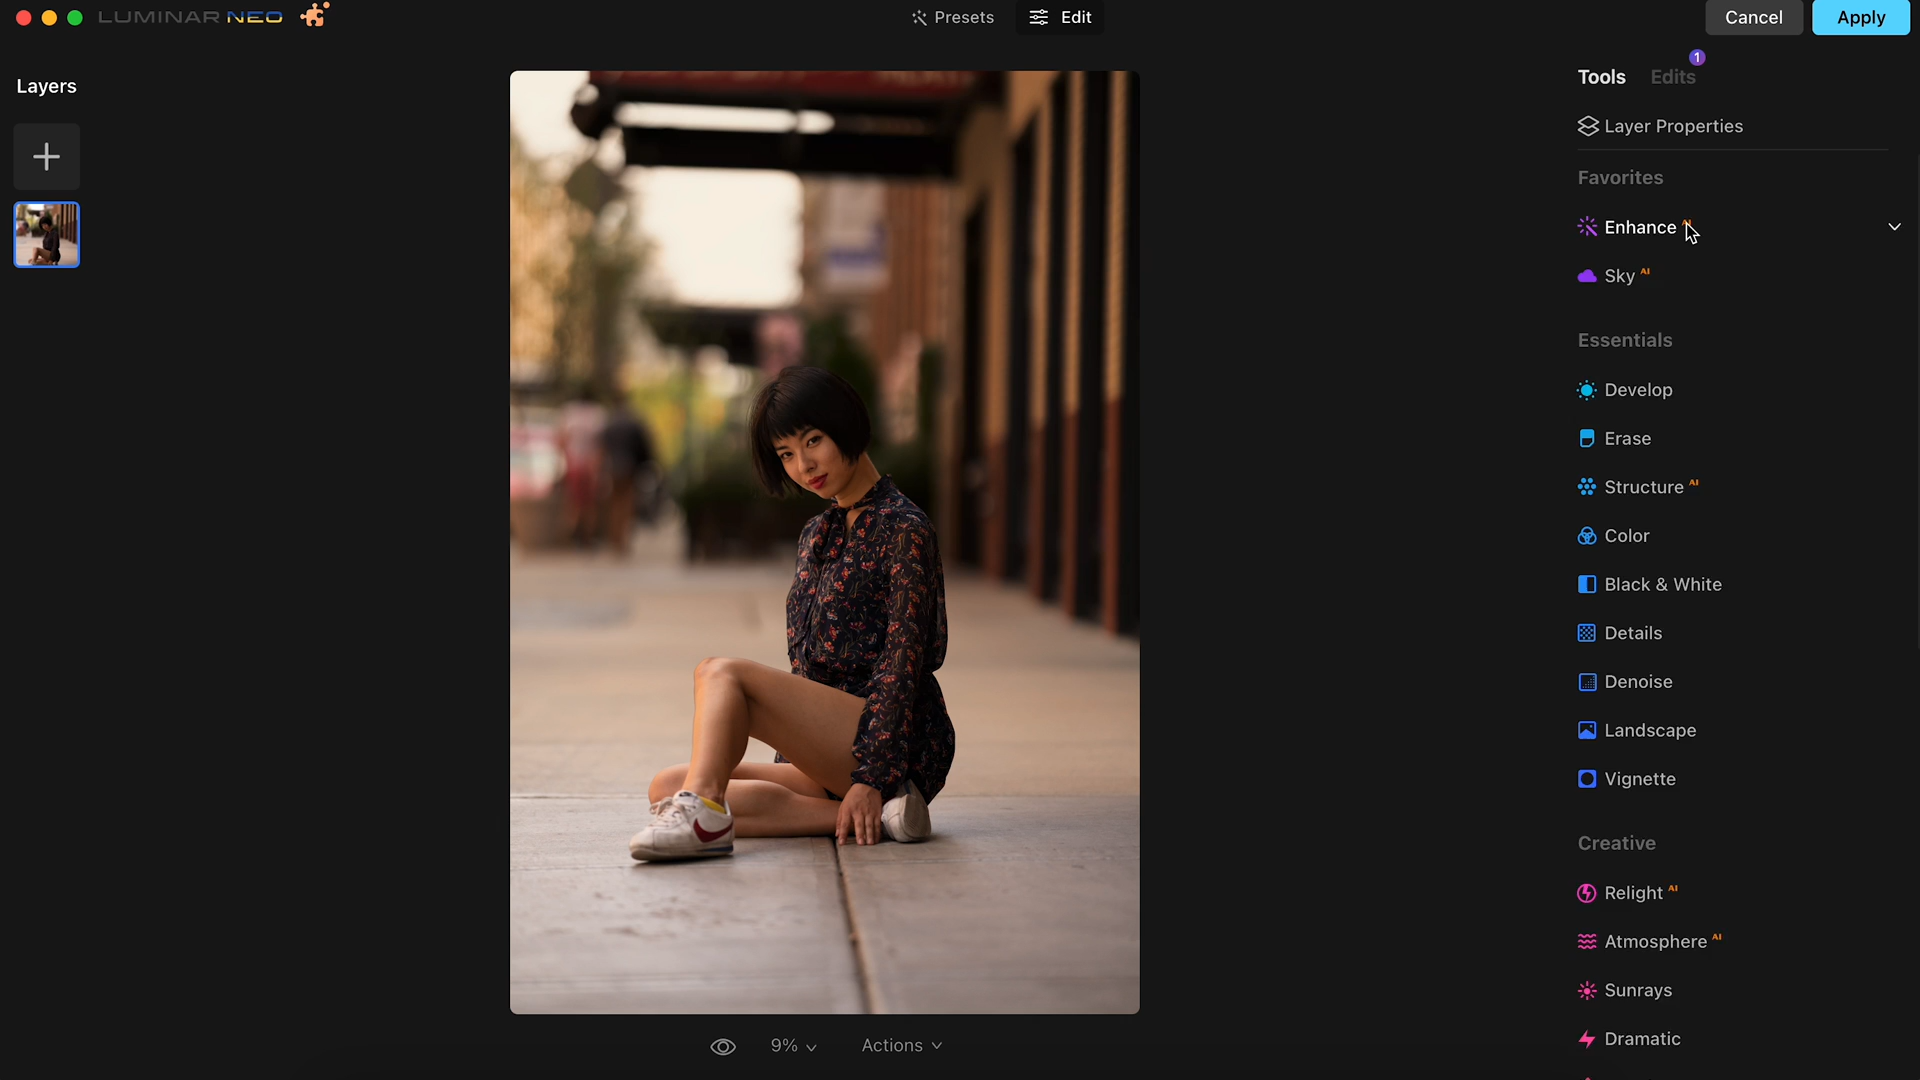 LUMINAR NEO
Presets
Edit
Cancel
Apply
Layers
Tools
Edits
1
Layer Properties
Favorites
Enhance
Sky AI
Essentials
Develop
Erase
Structure AI
Color
Black & White
Details
Denoise
Landscape
Vignette
Creative
Relight AI
Atmosphere AI
Sunrays
Dramatic
9%
Actions